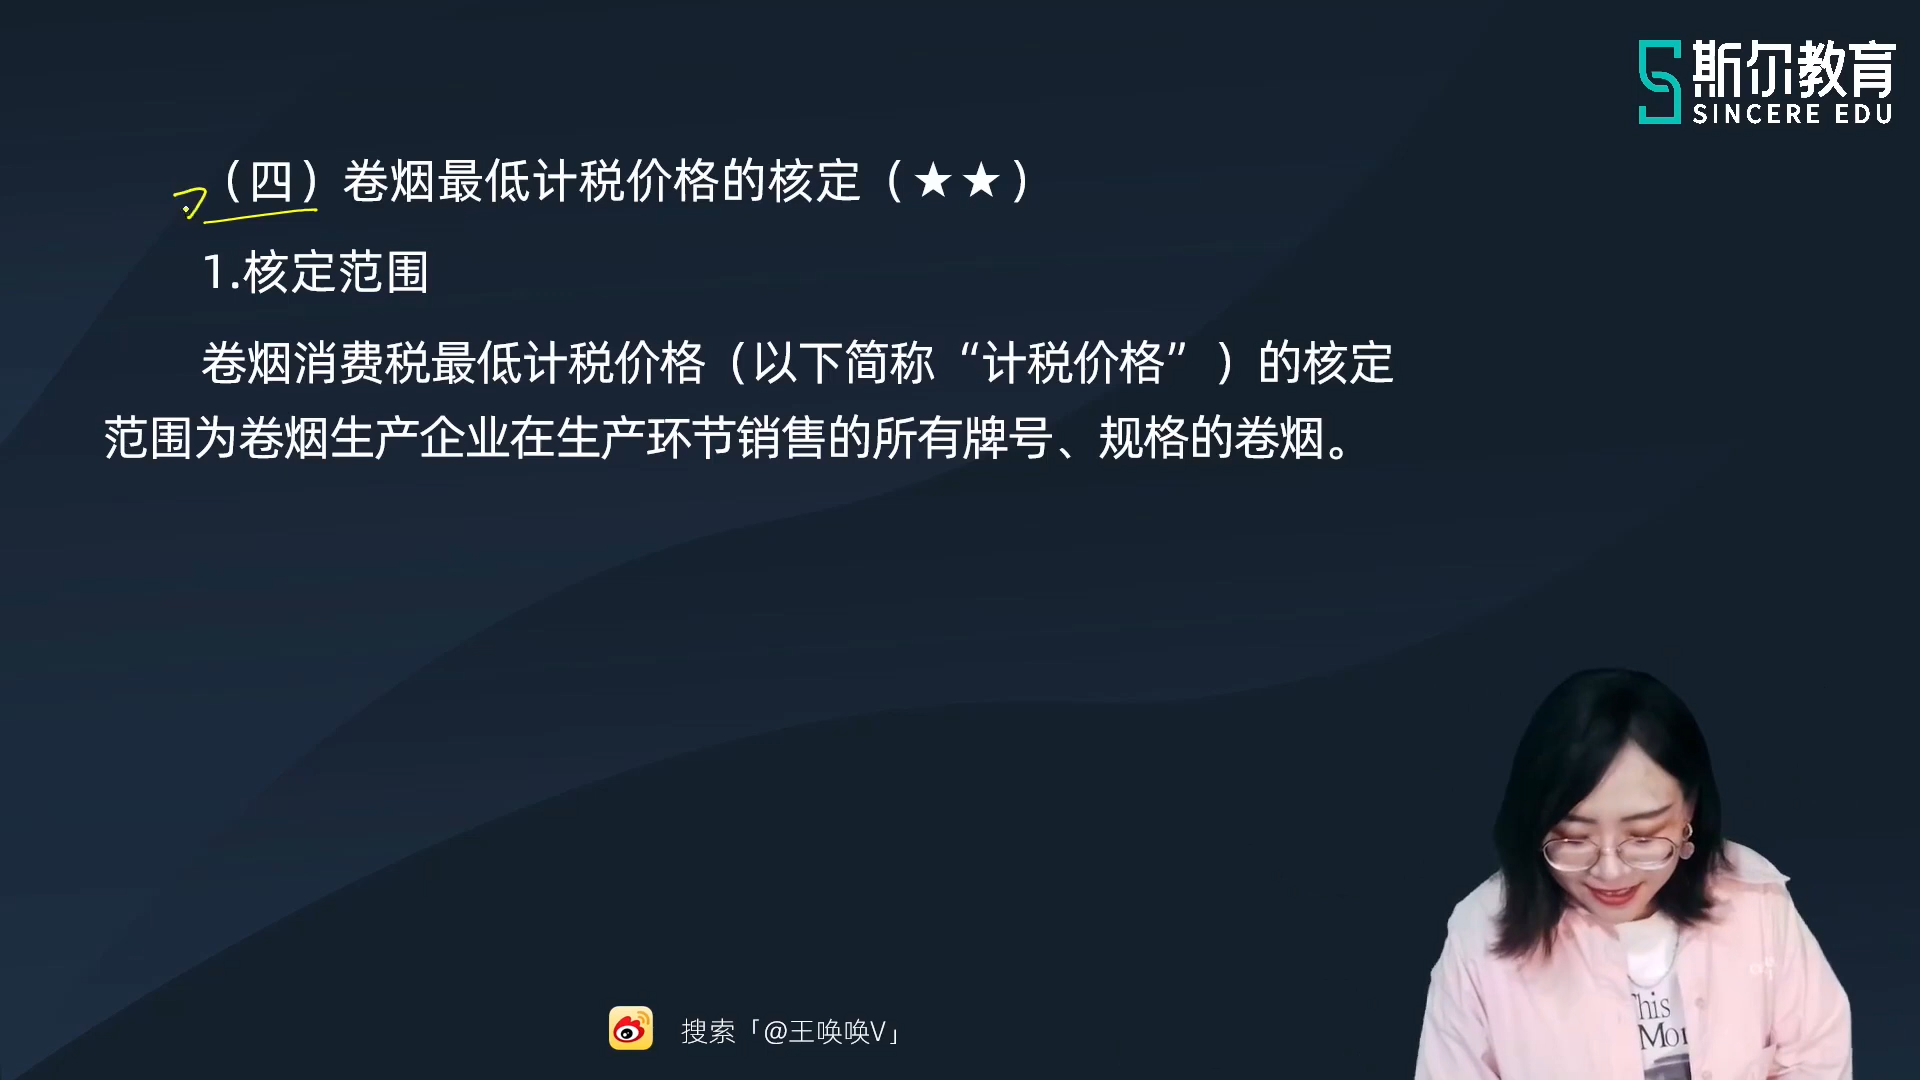 斯尔教育
SINCERE EDU
（四）卷烟最低计税价格的核定（★★）
1.核定范围
卷烟消费税最低计税价格（以下简称“计税价格”）的核定
范围为卷烟生产企业在生产环节销售的所有牌号、规格的卷烟。
This
Mor
搜索「@王唤唤V」